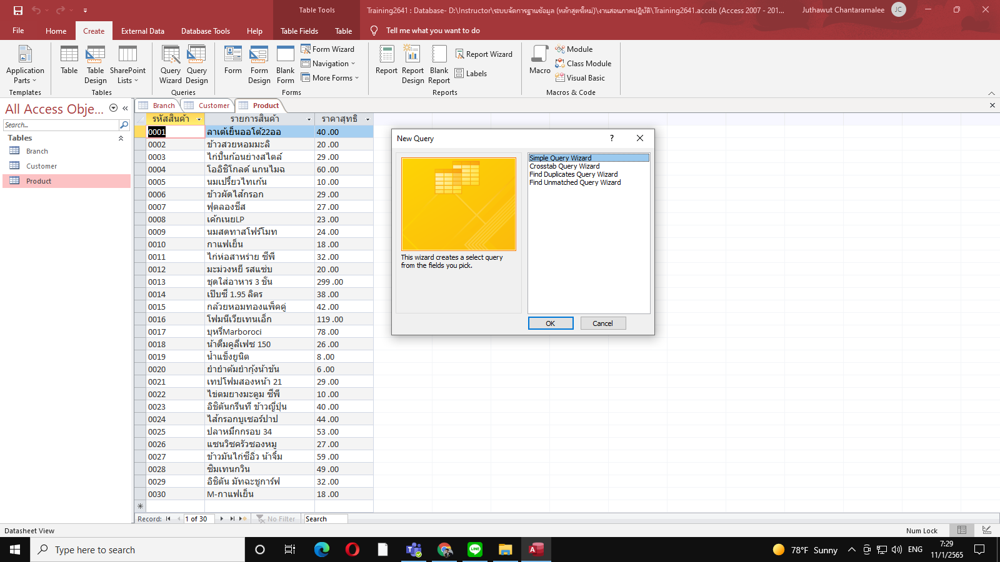 Table Tools
Training2641 : Database- D:\Instructor\ระบบจัดการฐานข้อมูล (หลักสูตรใหม่)\งานสอนภาคปฏิบัติ\Training2641.accdb (Access 2007 - 201...
Juthawut Chantaramalee
JC
File
Home
Create
External Data
Database Tools
Help
Table Fields
Table
Tell me what you want to do
Application Parts
Templates
Table
Table Design
SharePoint Lists
Tables
Query Wizard
Query Design
Queries
Form
Form Design
Blank Form
Form Wizard
Navigation
More Forms
Forms
Report
Report Design
Blank Report
Report Wizard
Labels
Reports
Macro
Module
Class Module
Visual Basic
Macros & Code
All Access Obje...
Search...
Tables
Branch
Customer
Product
Branch
Customer
Product
รหัสสินค้า รายการสินค้า ราคาสุทธิ
0001 ลาเต้เย็นออโต้22ออ 40 .00
0002 ข้าวสวยหอมมะลิ 20 .00
0003 ไก่ปั้นก้อนย่างสไตล์ 29 .00
0004 โออิชิโกลด์ แกนไมฉ 60 .00
0005 นมเปรี้ยวไทเก้น 10 .00
0006 ข้าวผัดไส้กรอก 29 .00
0007 ฟุตลองชีส 27 .00
0008 เค้กเนยLP 23 .00
0009 นมสดทาสโฟร์โมท 24 .00
0010 กาแฟเย็น 18 .00
0011 ไก่ห่อสาหร่าย ซีพี 32 .00
0012 มะม่วงหยี รสแซ่บ 20 .00
0013 ชุดใส่อาหาร 3 ชั้น 299 .00
0014 เป๊บซี่ 1.95 ลิตร 38 .00
0015 กล้วยหอมทองแพ็คคู่ 42 .00
0016 โฟมนีเวียเทนเอ็ก 119 .00
0017 บุหรี่Marboroci 78 .00
0018 น้ำดื่มคูลีเฟซ 150 26 .00
0019 น้ำแข็งยูนิต 8 .00
0020 ยำยำต้มยำกุ้งน้ำข้น 6 .00
0021 เทปโฟมสองหน้า 21 29 .00
0022 ไข่ตมยางมะตูม ซีพี 10 .00
0023 อิชิตันกรีนที ข้าวญี่ปุ่น 40 .00
0024 ไส้กรอกบูเซอร์ปาป 44 .00
0025 ปลาหมึกกรอบ 34 53 .00
0026 แซนวิซครัวซองหมู 27 .00
0027 ข้าวมันไก่ซีอิ่ว น้ำจิ้ม 59 .00
0028 ซิมเทนกวิน 49 .00
0029 อิชิตัน มัทฉะชูการ์ฟ 32 .00
0030 M-กาแฟเย็น 18 .00
New Query
?
This wizard creates a select query
from the fields you pick.
Simple Query Wizard
Crosstab Query Wizard
Find Duplicates Query Wizard
Find Unmatched Query Wizard
OK
Cancel
Record: 1 of 30 No Filter Search
Datasheet View
Num Lock
Type here to search
LINE
78°F Sunny
ENG
7:29
11/1/2565